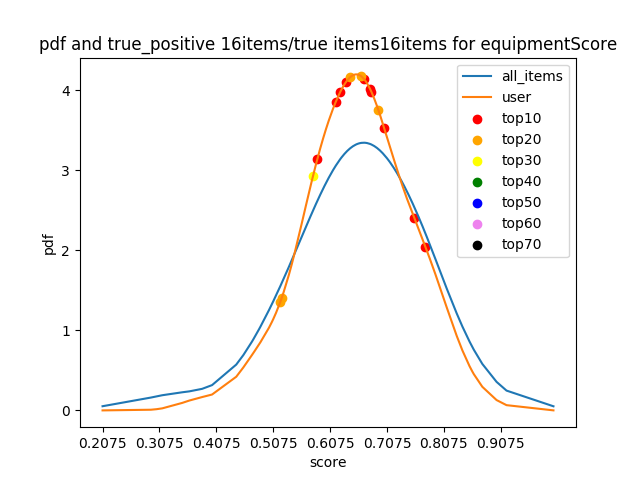 pdf and true_positive 16items/true items16items for equipmentScore
all_items
user
top10
top20
top30
top40
top50
top60
top70
pdf
4
3
2
1
0
0.2075 0.3075 0.4075 0.5075 0.6075 0.7075 0.8075 0.9075
score